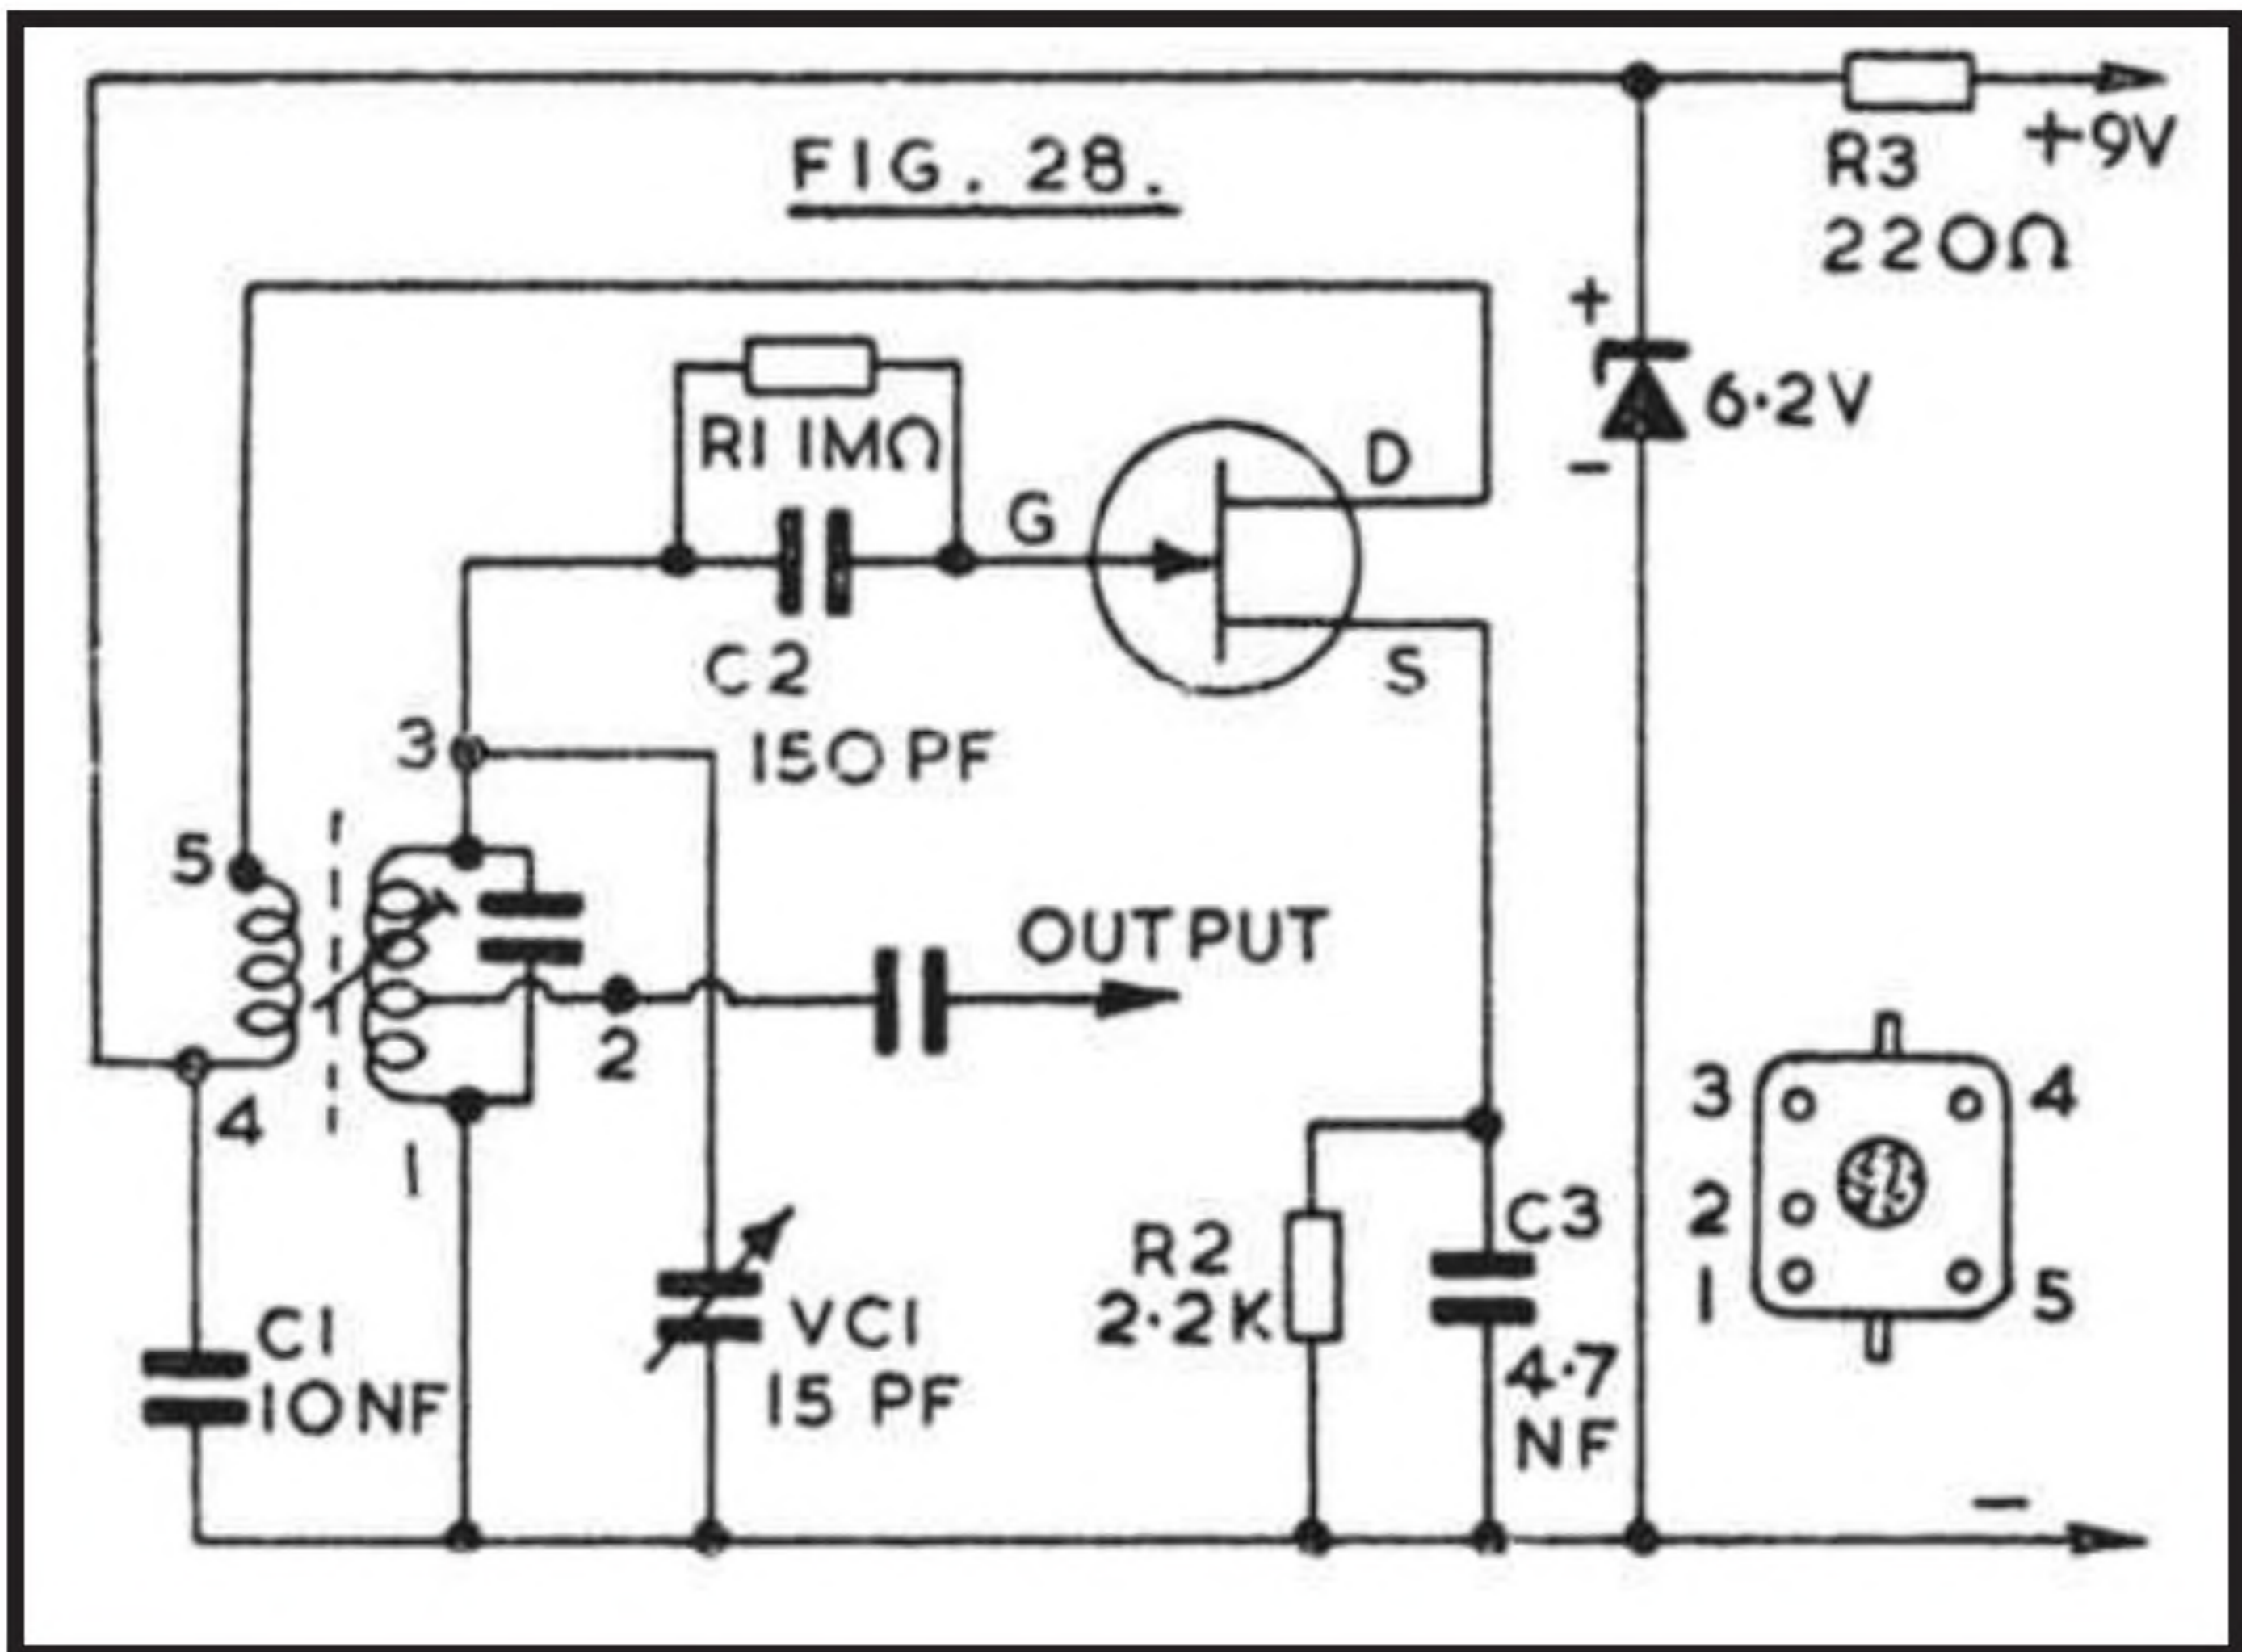 FIG. 28.
+9V
R3
220Ω
+
6·2V
−
R1 1MΩ
D
G
S
C2
150 PF
3
5
OUTPUT
2
4
1
3
4
2
1
5
C1
10NF
VC1
15 PF
R2
2·2K
C3
4·7
NF
−